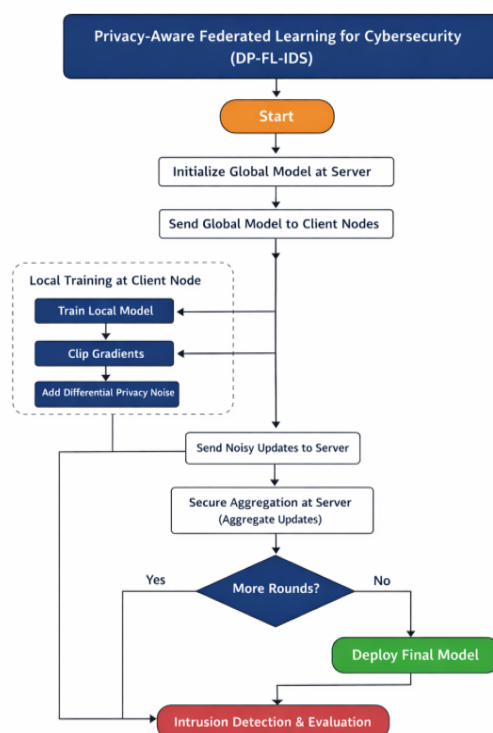 Privacy-Aware Federated Learning for Cybersecurity
(DP-FL-IDS)
Start
Initialize Global Model at Server
Send Global Model to Client Nodes
Local Training at Client Node
Train Local Model
Clip Gradients
Add Differential Privacy Noise
Send Noisy Updates to Server
Secure Aggregation at Server
(Aggregate Updates)
Yes
More Rounds?
No
Deploy Final Model
Intrusion Detection & Evaluation